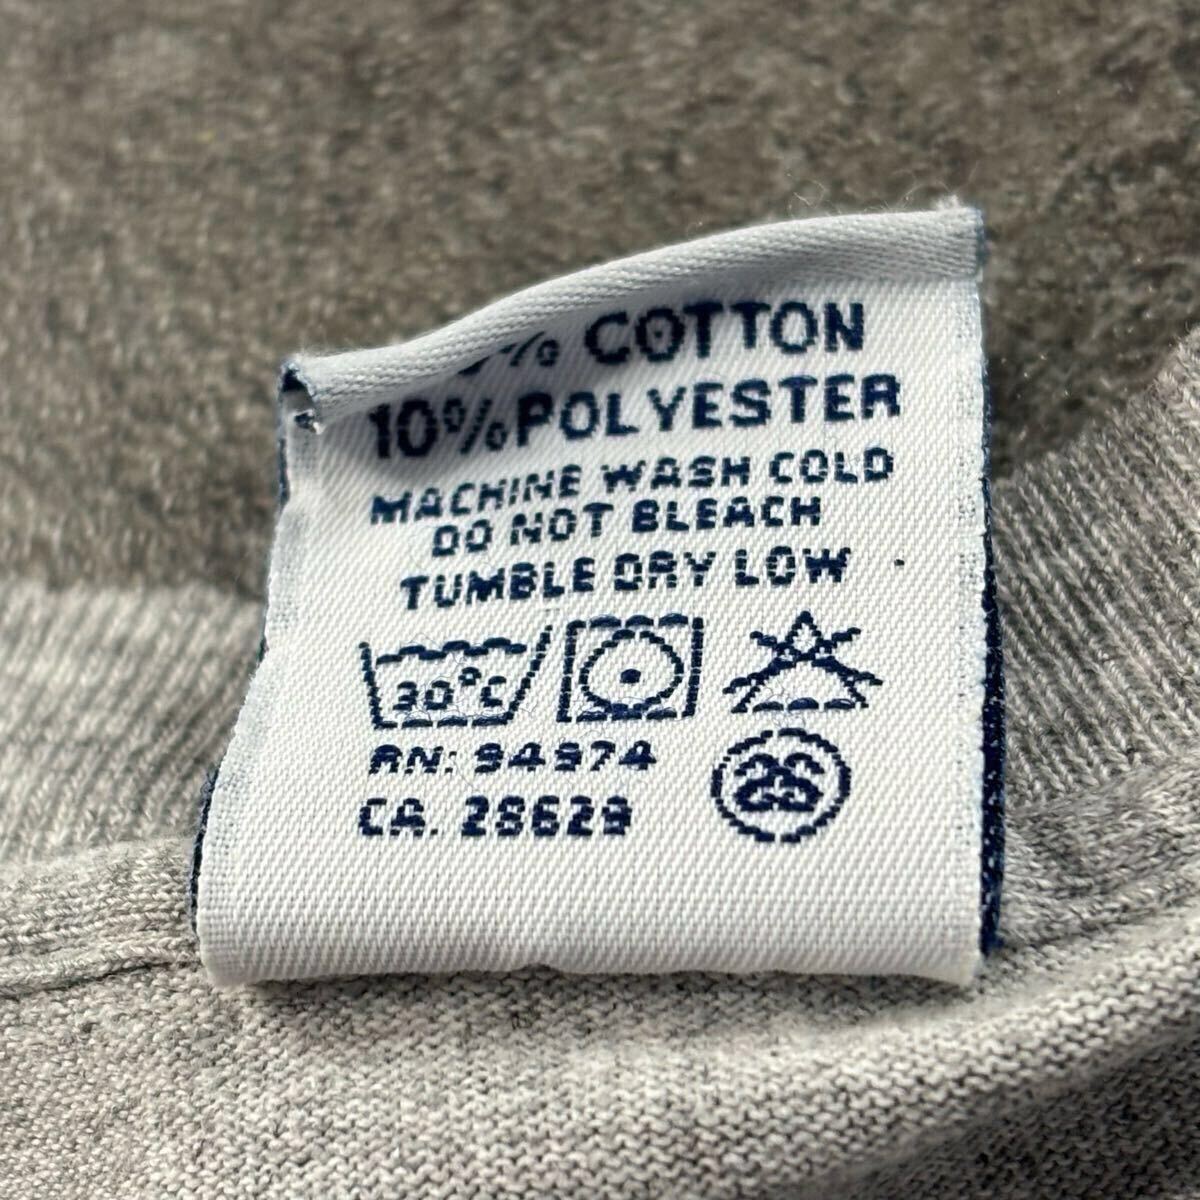 % COTTON
10% POLYESTER
MACHINE WASH COLD
DO NOT BLEACH
TUMBLE DRY LOW
30°C
RN: 94974
CA. 28629